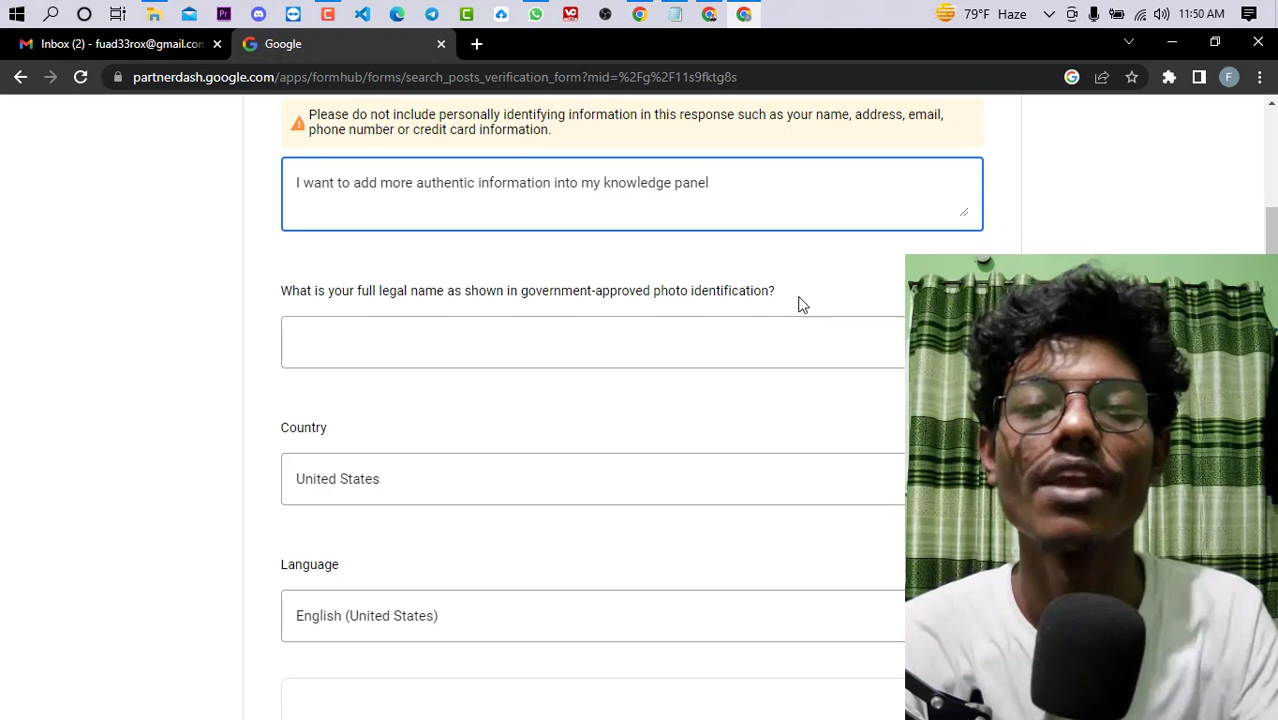 79°F Haze
11:50 AM
Inbox (2) - fuad33rox@gmail.con
Google
partnerdash.google.com/apps/formhub/forms/search_posts_verification_form?mid=%2Fg%2F11s9fktg8s
F
Please do not include personally identifying information in this response such as your name, address, email,
phone number or credit card information.
I want to add more authentic information into my knowledge panel
What is your full legal name as shown in government-approved photo identification?
Country
United States
Language
English (United States)